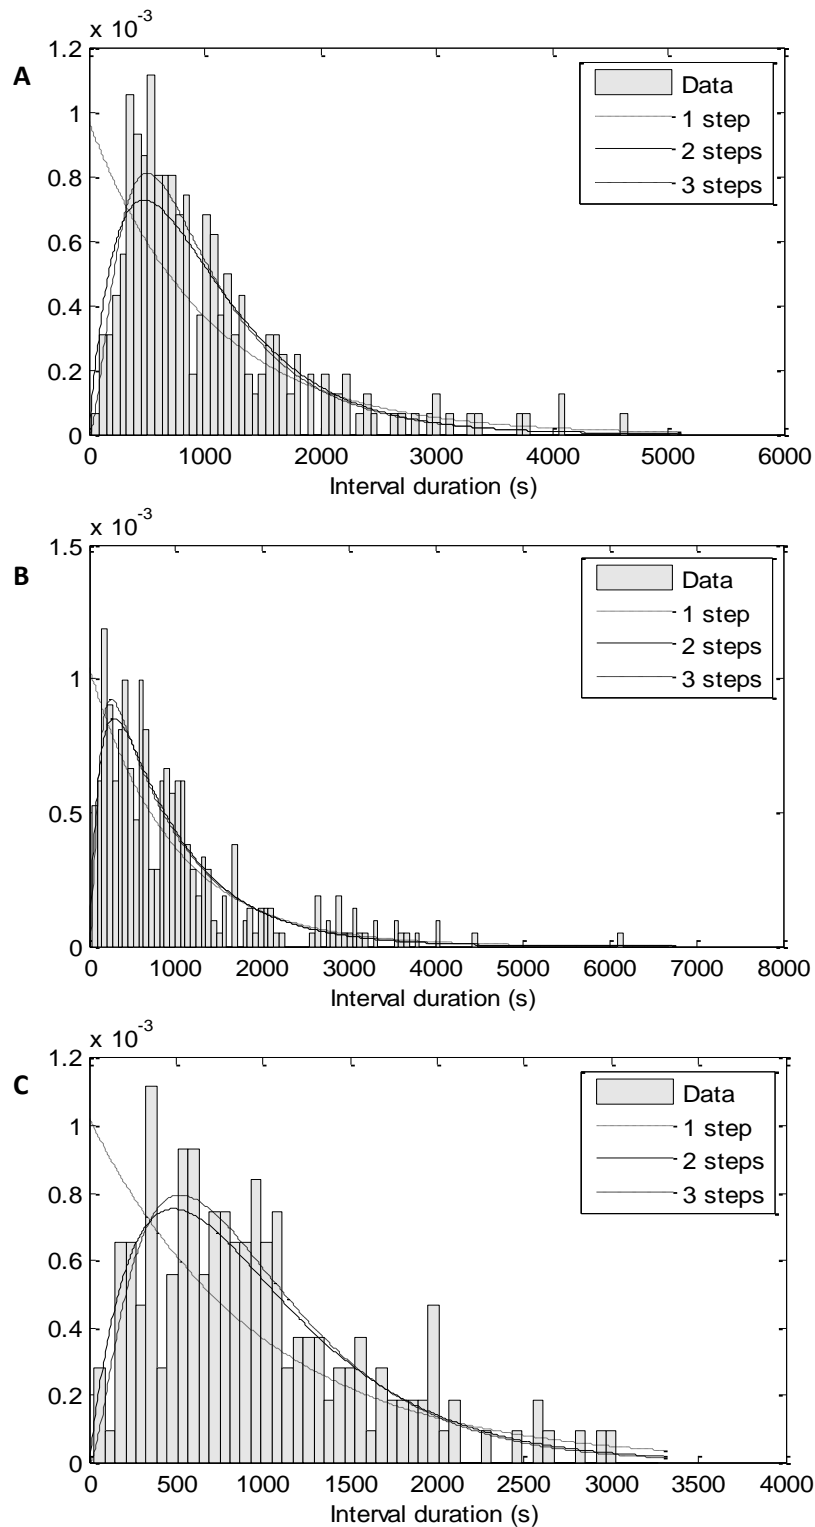 x 10-3
A
1.2
1
0.8
0.6
0.4
0.2
0
0 1000 2000 3000 4000 5000 6000
Interval duration (s)
Data
1 step
2 steps
3 steps
x 10-3
B
1.5
1
0.5
0
0 1000 2000 3000 4000 5000 6000 7000 8000
Interval duration (s)
Data
1 step
2 steps
3 steps
x 10-3
C
1.2
1
0.8
0.6
0.4
0.2
0
0 500 1000 1500 2000 2500 3000 3500 4000
Interval duration (s)
Data
1 step
2 steps
3 steps